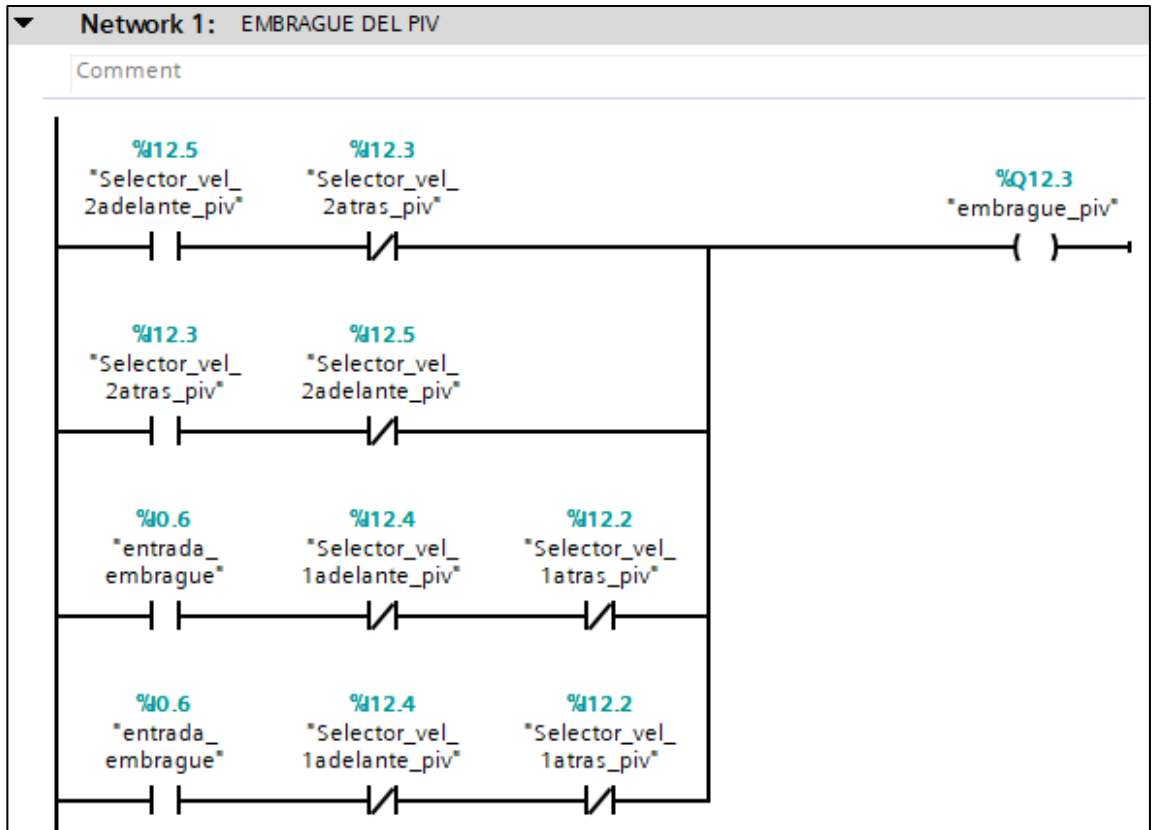 Network 1: EMBRAGUE DEL PIV
Comment
%I12.5
"Selector_vel_
2adelante_piv"
%I12.3
"Selector_vel_
2atras_piv"
%Q12.3
"embrague_piv"
%I12.3
"Selector_vel_
2atras_piv"
%I12.5
"Selector_vel_
2adelante_piv"
%I0.6
"entrada_
embrague"
%I12.4
"Selector_vel_
1adelante_piv"
%I12.2
"Selector_vel_
1atras_piv"
%I0.6
"entrada_
embrague"
%I12.4
"Selector_vel_
1adelante_piv"
%I12.2
"Selector_vel_
1atras_piv"